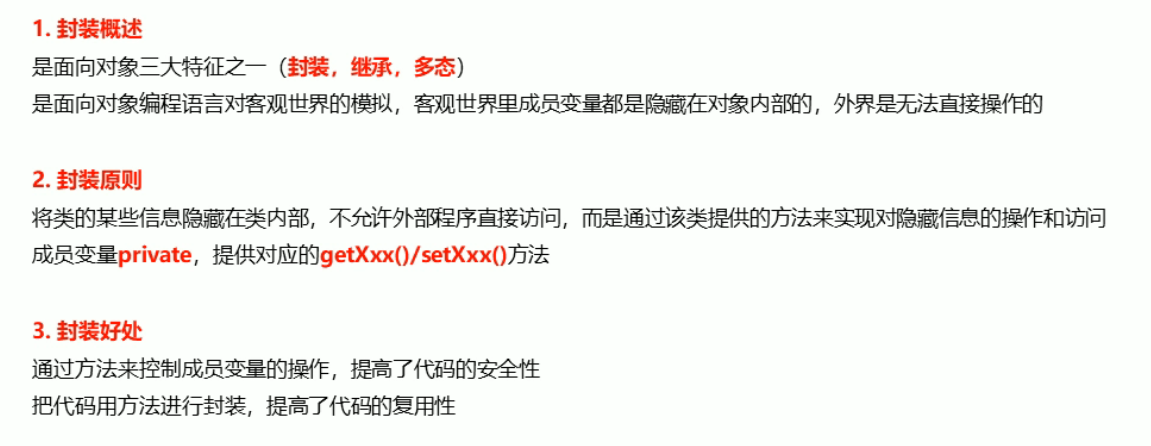 1. 封装概述
是面向对象三大特征之一（封装，继承，多态）
是面向对象编程语言对客观世界的模拟，客观世界里成员变量都是隐藏在对象内部的，外界是无法直接操作的
2. 封装原则
将类的某些信息隐藏在类内部，不允许外部程序直接访问，而是通过该类提供的方法来实现对隐藏信息的操作和访问
成员变量private，提供对应的getXxx()/setXxx()方法
3. 封装好处
通过方法来控制成员变量的操作，提高了代码的安全性
把代码用方法进行封装，提高了代码的复用性